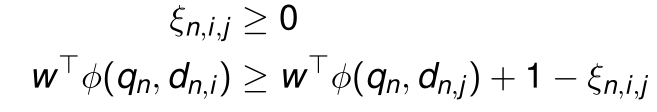 ξ_{n,i,j} ≥ 0
w^⊤ϕ(q_n, d_{n,i}) ≥ w^⊤ϕ(q_n, d_{n,j}) + 1 − ξ_{n,i,j}